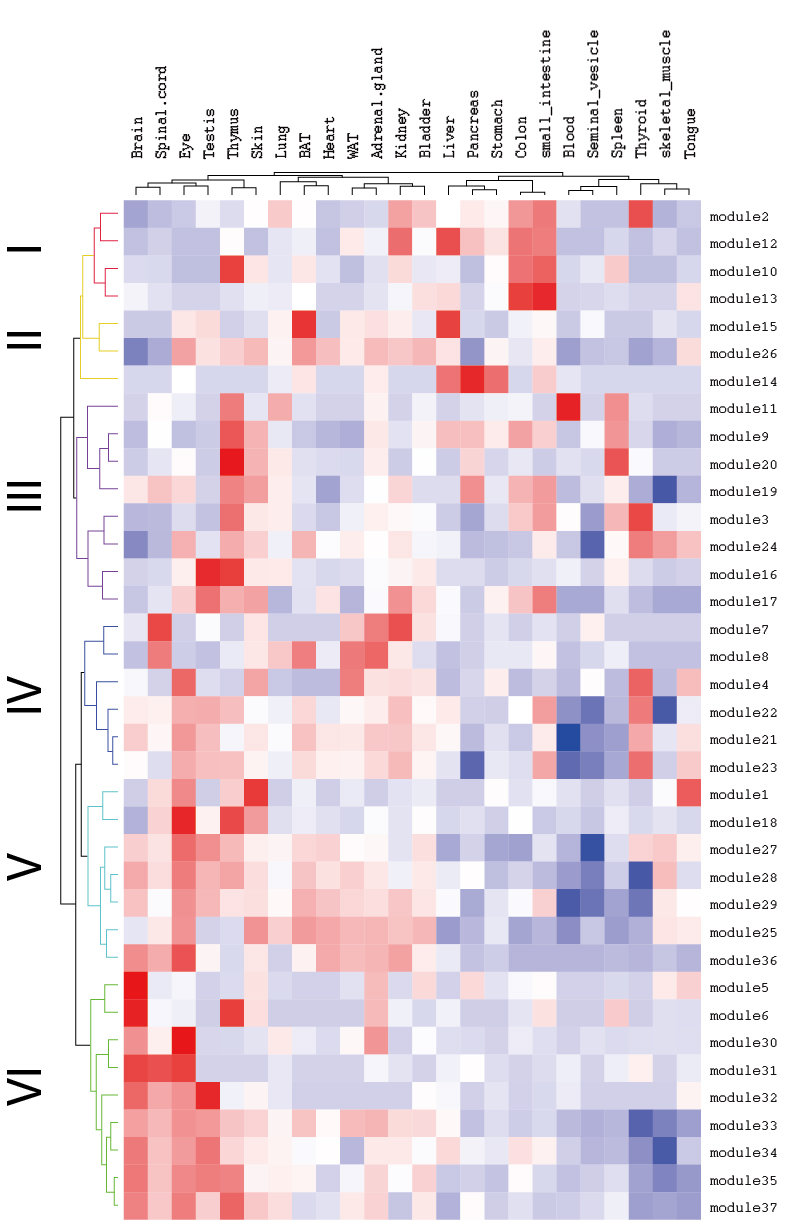 Brain
Spinal.cord
Eye
Testis
Thymus
Skin
Lung
BAT
Heart
WAT
Adrenal.gland
Kidney
Bladder
Liver
Pancreas
Stomach
Colon
small_intestine
Blood
Seminal_vesicle
Spleen
Thyroid
skeletal_muscle
Tongue
I
II
III
IV
V
VI
module2
module12
module10
module13
module15
module26
module14
module11
module9
module20
module19
module3
module24
module16
module17
module7
module8
module4
module22
module21
module23
module1
module18
module27
module28
module29
module25
module36
module5
module6
module30
module31
module32
module33
module34
module35
module37